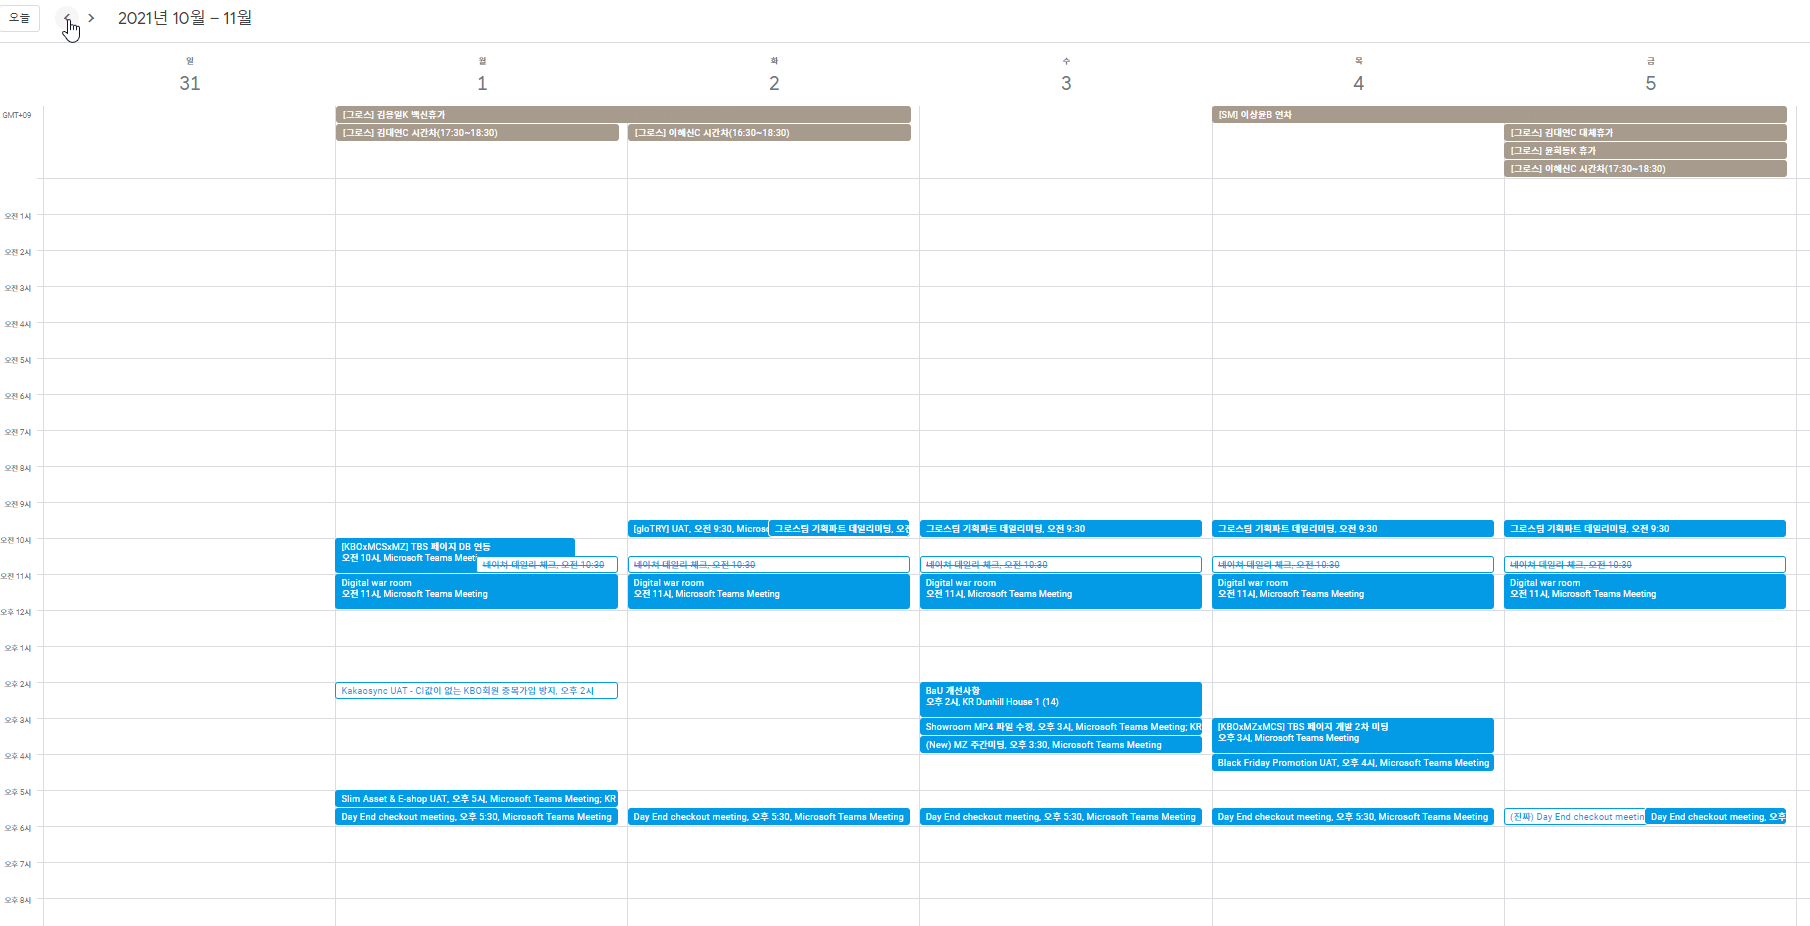 오늘
2021년 10월 – 11월
일
31
월
1
화
2
수
3
목
4
금
5
GMT+09
[그로스] 김용일K 백신휴가
[SM] 이상윤B 연차
[그로스] 김대연C 시간차(17:30~18:30)
[그로스] 이혜신C 시간차(16:30~18:30)
[그로스] 김대연C 대체휴가
[그로스] 윤희동K 휴가
[그로스] 이혜신C 시간차(17:30~18:30)
오전 1시
오전 2시
오전 3시
오전 4시
오전 5시
오전 6시
오전 7시
오전 8시
오전 9시
[gloTRY] UAT, 오전 9:30, Microso
그로스팀 기획파트 데일리미팅, 오전
그로스팀 기획파트 데일리미팅, 오전 9:30
그로스팀 기획파트 데일리미팅, 오전 9:30
그로스팀 기획파트 데일리미팅, 오전 9:30
오전 10시
[KBOxMCSxMZ] TBS 페이지 DB 연동
오전 10시, Microsoft Teams Meeti
네이쳐 데일리 체크, 오전 10:30
네이쳐 데일리 체크, 오전 10:30
네이쳐 데일리 체크, 오전 10:30
네이쳐 데일리 체크, 오전 10:30
네이쳐 데일리 체크, 오전 10:30
오전 11시
Digital war room
오전 11시, Microsoft Teams Meeting
Digital war room
오전 11시, Microsoft Teams Meeting
Digital war room
오전 11시, Microsoft Teams Meeting
Digital war room
오전 11시, Microsoft Teams Meeting
Digital war room
오전 11시, Microsoft Teams Meeting
오후 12시
오후 1시
오후 2시
Kakaosync UAT - CI값이 없는 KBO회원 중복가입 방지, 오후 2시
BaU 개선사항
오후 2시, KR Dunhill House 1 (14)
오후 3시
Showroom MP4 파일 수정, 오후 3시, Microsoft Teams Meeting; KR
(New) MZ 주간미팅, 오후 3:30, Microsoft Teams Meeting
[KBOxMZxMCS] TBS 페이지 개발 2차 미팅
오후 3시, Microsoft Teams Meeting
오후 4시
Black Friday Promotion UAT, 오후 4시, Microsoft Teams Meeting
오후 5시
Slim Asset & E-shop UAT, 오후 5시, Microsoft Teams Meeting; KR
Day End checkout meeting, 오후 5:30, Microsoft Teams Meeting
Day End checkout meeting, 오후 5:30, Microsoft Teams Meeting
Day End checkout meeting, 오후 5:30, Microsoft Teams Meeting
Day End checkout meeting, 오후 5:30, Microsoft Teams Meeting
(진짜) Day End checkout meetin
Day End checkout meeting, 오후
오후 6시
오후 7시
오후 8시